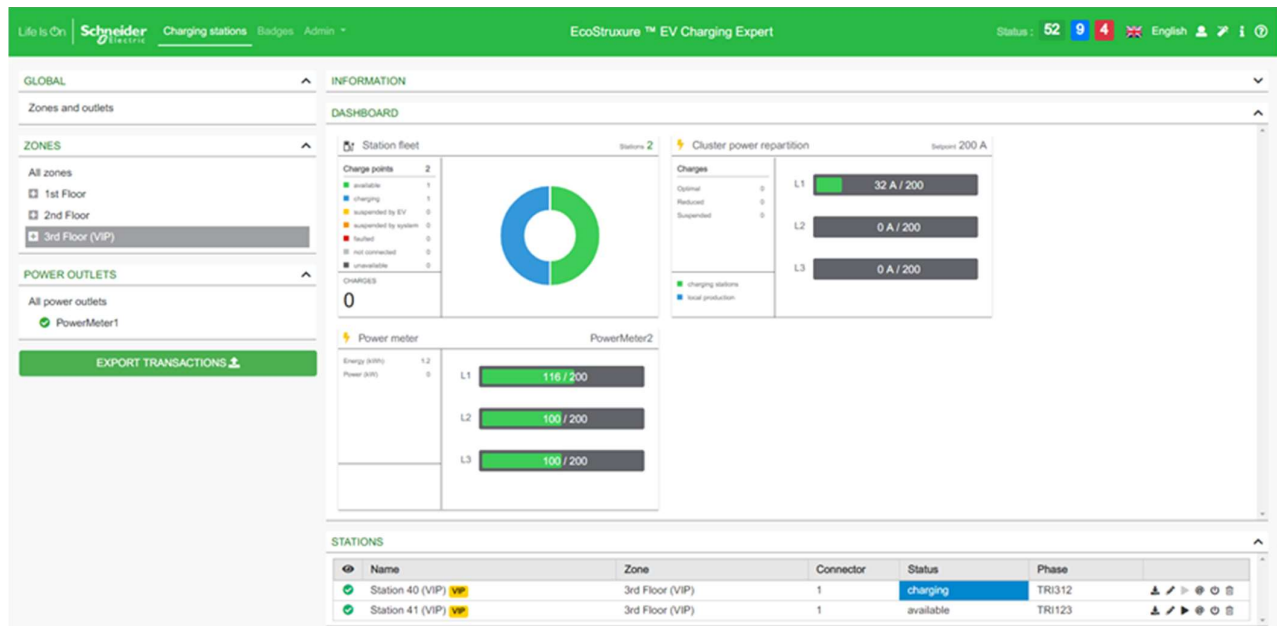 Life Is On Schneider Electric Charging stations Badges Admin EcoStruxure ™ EV Charging Expert Status : 52 9 4 English
GLOBAL
Zones and outlets
ZONES
All zones
1st Floor
2nd Floor
3rd Floor (VIP)
POWER OUTLETS
All power outlets
PowerMeter1
EXPORT TRANSACTIONS
INFORMATION
DASHBOARD
Station fleet Stations 2
Charge points 2
available 1
charging 1
suspended by EV 0
suspended by system 0
faulted 0
not connected 0
unavailable 0
CHARGES
0
Cluster power repartition Setpoint 200 A
Charges
Optimal 0
Reduced 0
Suspended 0
charging stations
local production
L1 32 A / 200
L2 0 A / 200
L3 0 A / 200
Power meter PowerMeter2
Energy (kWh) 1.2
Power (kW) 0
L1 116 / 200
L2 100 / 200
L3 100 / 200
STATIONS
Name Zone Connector Status Phase
Station 40 (VIP) VIP 3rd Floor (VIP) 1 charging TRI312
Station 41 (VIP) VIP 3rd Floor (VIP) 1 available TRI123